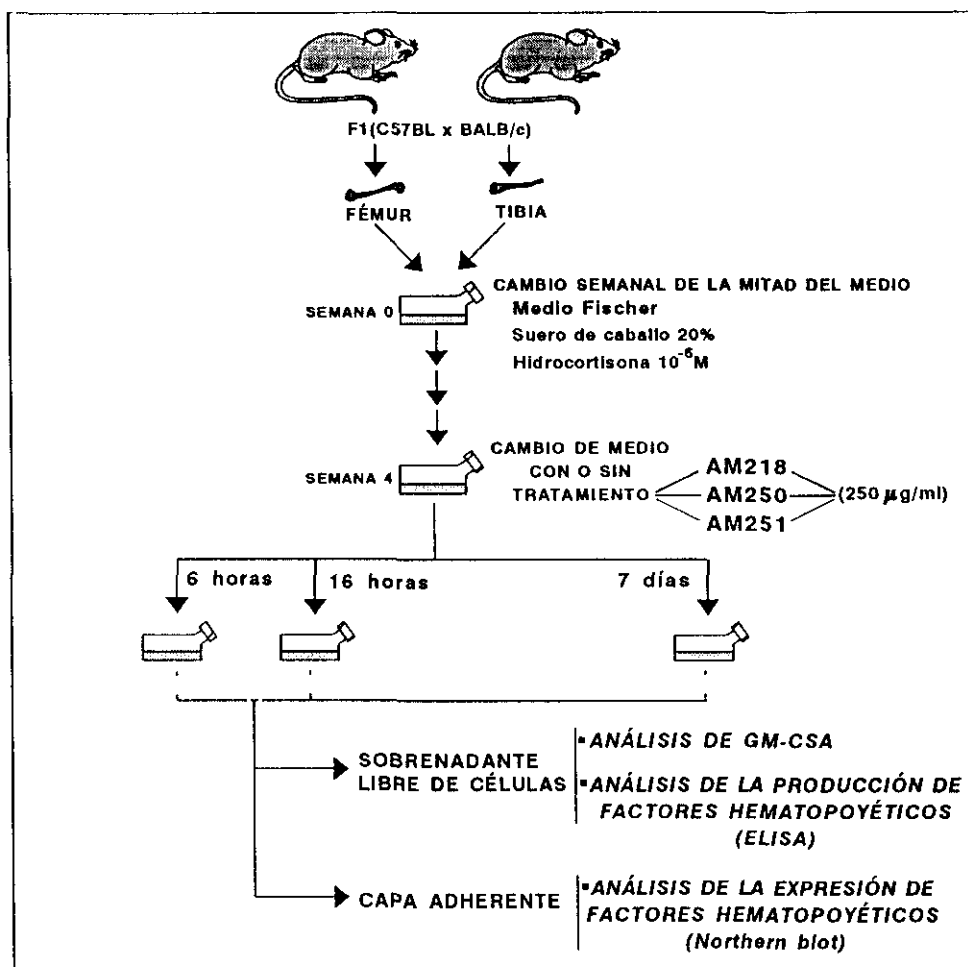 F1(C57BL x BALB/c)
FÉMUR
TIBIA
SEMANA 0
CAMBIO SEMANAL DE LA MITAD DEL MEDIO
Medio Fischer
Suero de caballo 20%
Hidrocortisona 10⁻⁶M
SEMANA 4
CAMBIO DE MEDIO
CON O SIN
TRATAMIENTO
AM218
AM250
AM251
(250 µg/ml)
6 horas
16 horas
7 días
SOBRENADANTE
LIBRE DE CÉLULAS
▪ANÁLISIS DE GM-CSA
▪ANÁLISIS DE LA PRODUCCIÓN DE
FACTORES HEMATOPOYÉTICOS
(ELISA)
CAPA ADHERENTE
▪ANÁLISIS DE LA EXPRESIÓN DE
FACTORES HEMATOPOYÉTICOS
(Northern blot)